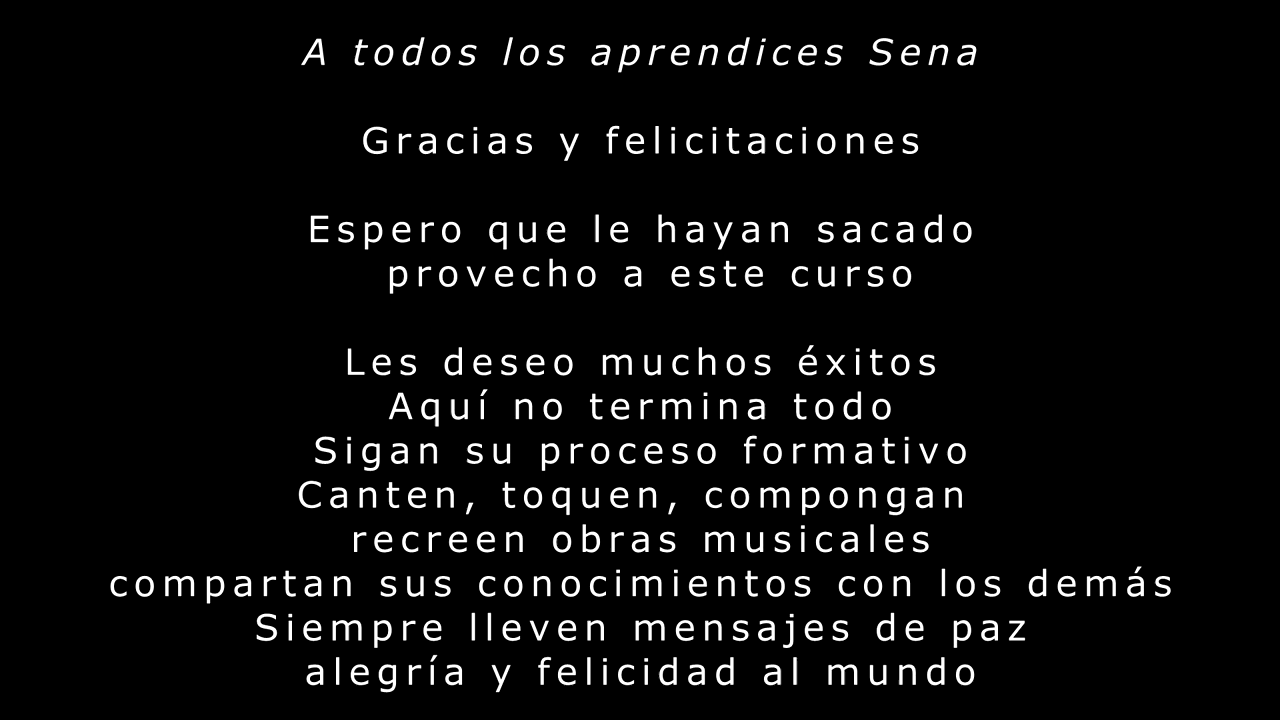 A todos los aprendices Sena
Gracias y felicitaciones
Espero que le hayan sacado
provecho a este curso
Les deseo muchos éxitos
Aquí no termina todo
Sigan su proceso formativo
Canten, toquen, compongan
recreen obras musicales
compartan sus conocimientos con los demás
Siempre lleven mensajes de paz
alegría y felicidad al mundo